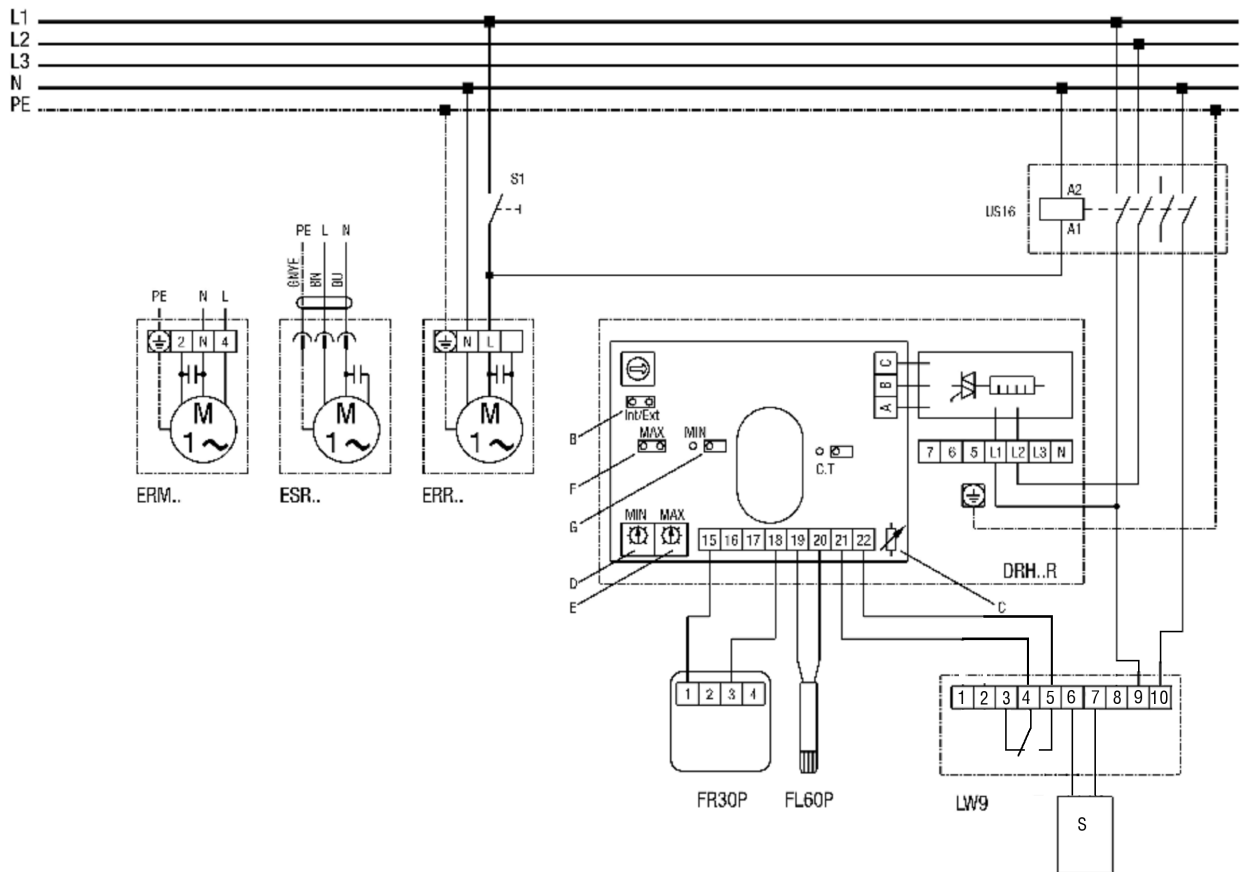 L1
L2
L3
N
PE
S1
A2
US16
A1
PE L N
GN/YE
BN
BU
PE N L
2 N 4
N L
M
1
M
1
M
1
ERM..
ESR..
ERR..
Int/Ext
B
MAX
MIN
F
C.T
G
MIN MAX
D
E
15 16 17 18 19 20 21 22
C
B
A
7 6 5 L1 L2 L3 N
DRH..R
C
1 2 3 4
FR30P
FL60P
1 2 3 4 5 6 7 8 9 10
LW9
S